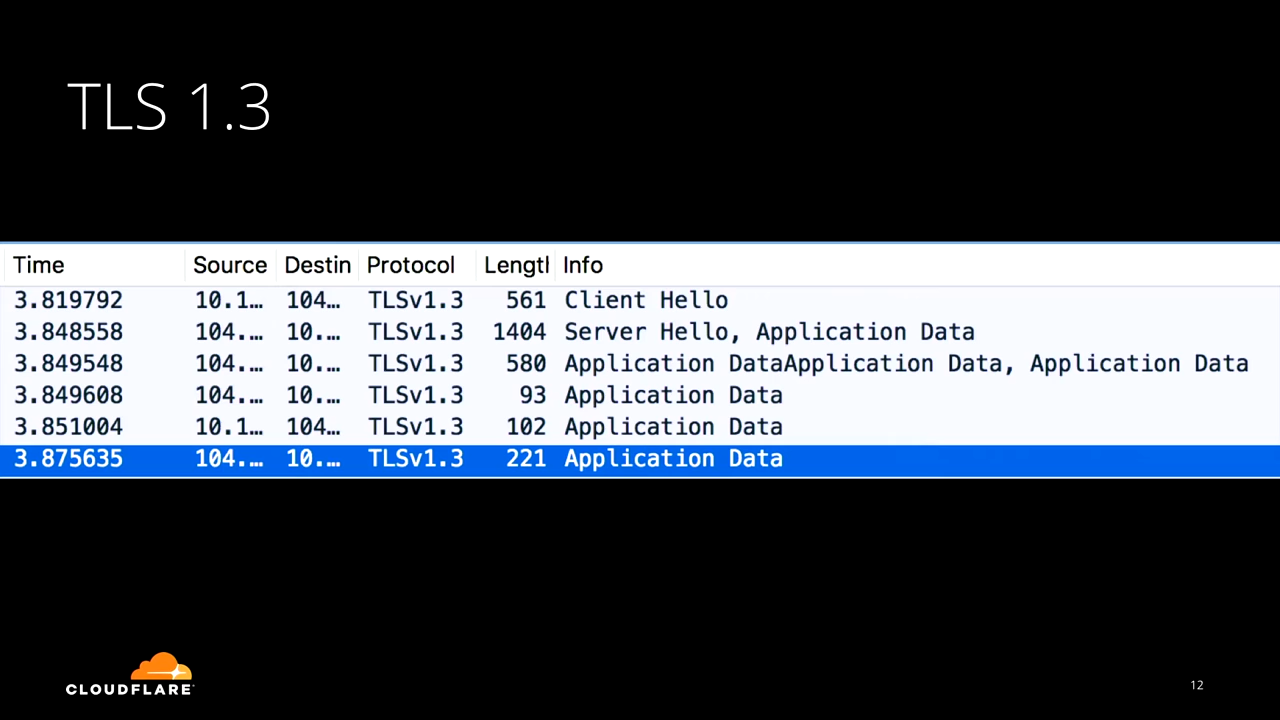 TLS 1.3
Time Source Destin Protocol Lengtl Info
3.819792 10.1… 104… TLSv1.3 561 Client Hello
3.848558 104.… 10.… TLSv1.3 1404 Server Hello, Application Data
3.849548 104.… 10.… TLSv1.3 580 Application DataApplication Data, Application Data
3.849608 104.… 10.… TLSv1.3 93 Application Data
3.851004 10.1… 104… TLSv1.3 102 Application Data
3.875635 104.… 10.… TLSv1.3 221 Application Data
CLOUDFLARE
12